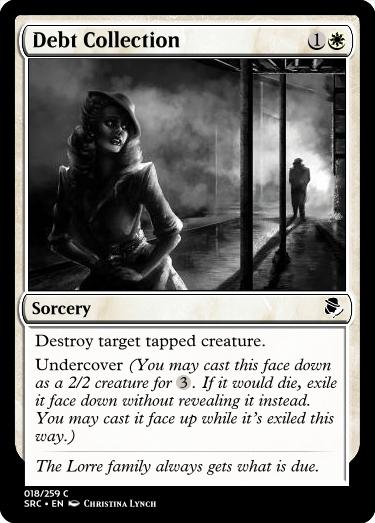 Debt Collection 1
Sorcery
Destroy target tapped creature.
Undercover (You may cast this face down
as a 2/2 creature for 3. If it would die, exile
it face down without revealing it instead.
You may cast it face up while it's exiled this
way.)
The Lorre family always gets what is due.
018/259 C
SRC • EN Christina Lynch